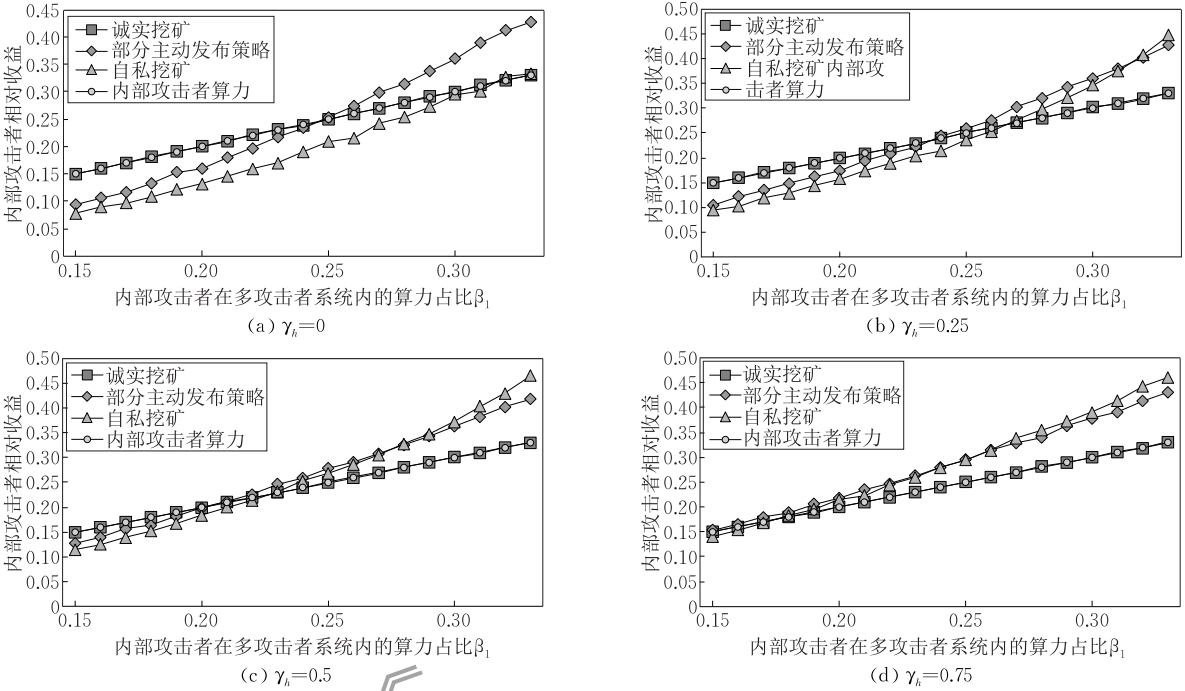 内部攻击者相对收益
0.45
0.40
0.35
0.30
0.25
0.20
0.15
0.10
0.05
0
诚实挖矿
部分主动发布策略
自私挖矿
内部攻击者算力
0.15 0.20 0.25 0.30
内部攻击者在多攻击者系统内的算力占比β₁
(a) γₕ=0
内部攻击者相对收益
0.50
0.45
0.40
0.35
0.30
0.25
0.20
0.15
0.10
0.05
0
诚实挖矿
部分主动发布策略
自私挖矿内部攻
击者算力
0.15 0.20 0.25 0.30
内部攻击者在多攻击者系统内的算力占比β₁
(b) γₕ=0.25
内部攻击者相对收益
0.50
0.45
0.40
0.35
0.30
0.25
0.20
0.15
0.10
0.05
0
诚实挖矿
部分主动发布策略
自私挖矿
内部攻击者算力
0.15 0.20 0.25 0.30
内部攻击者在多攻击者系统内的算力占比β₁
(c) γₕ=0.5
内部攻击者相对收益
0.50
0.45
0.40
0.35
0.30
0.25
0.20
0.15
0.10
0.05
0
诚实挖矿
部分主动发布策略
自私挖矿
内部攻击者算力
0.15 0.20 0.25 0.30
内部攻击者在多攻击者系统内的算力占比β₁
(d) γₕ=0.75